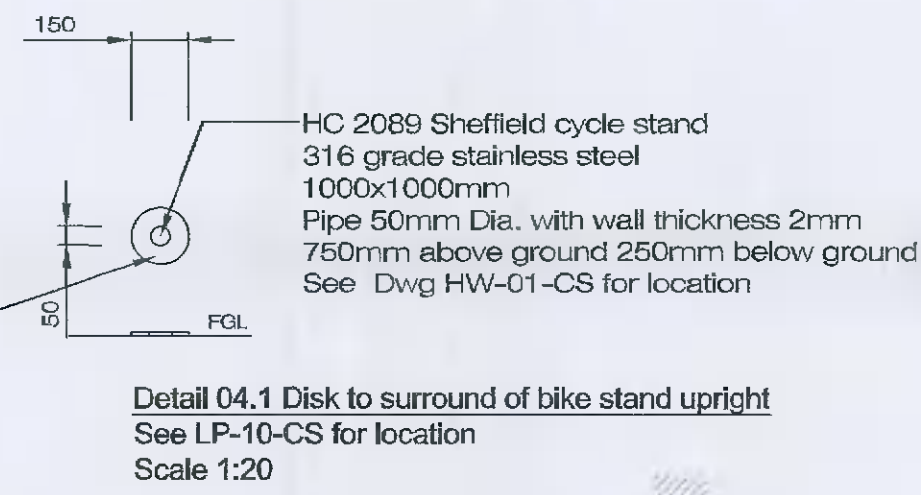 150
HC 2089 Sheffield cycle stand
316 grade stainless steel
1000x1000mm
Pipe 50mm Dia. with wall thickness 2mm
750mm above ground 250mm below ground
See Dwg HW-01-CS for location
50
FGL
Detail 04.1 Disk to surround of bike stand upright
See LP-10-CS for location
Scale 1:20